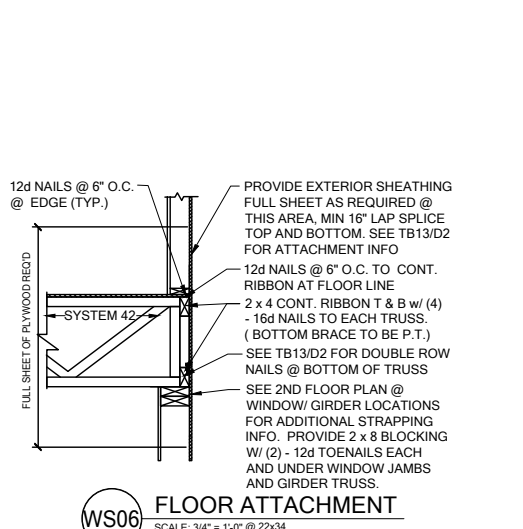 12d NAILS @ 6" O.C.
@ EDGE (TYP.)
FULL SHEET OF PLYWOOD REQ'D
SYSTEM 42
PROVIDE EXTERIOR SHEATHING
FULL SHEET AS REQUIRED @
THIS AREA, MIN 16" LAP SPLICE
TOP AND BOTTOM. SEE TB13/D2
FOR ATTACHMENT INFO
12d NAILS @ 6" O.C. TO CONT.
RIBBON AT FLOOR LINE
2 x 4 CONT. RIBBON T & B w/ (4)
- 16d NAILS TO EACH TRUSS.
( BOTTOM BRACE TO BE P.T.)
SEE TB13/D2 FOR DOUBLE ROW
NAILS @ BOTTOM OF TRUSS
SEE 2ND FLOOR PLAN @
WINDOW/ GIRDER LOCATIONS
FOR ADDITIONAL STRAPPING
INFO. PROVIDE 2 x 8 BLOCKING
W/ (2) - 12d TOENAILS EACH
AND UNDER WINDOW JAMBS
AND GIRDER TRUSS.
WS06
FLOOR ATTACHMENT
SCALE: 3/4" = 1'-0" @ 22x34